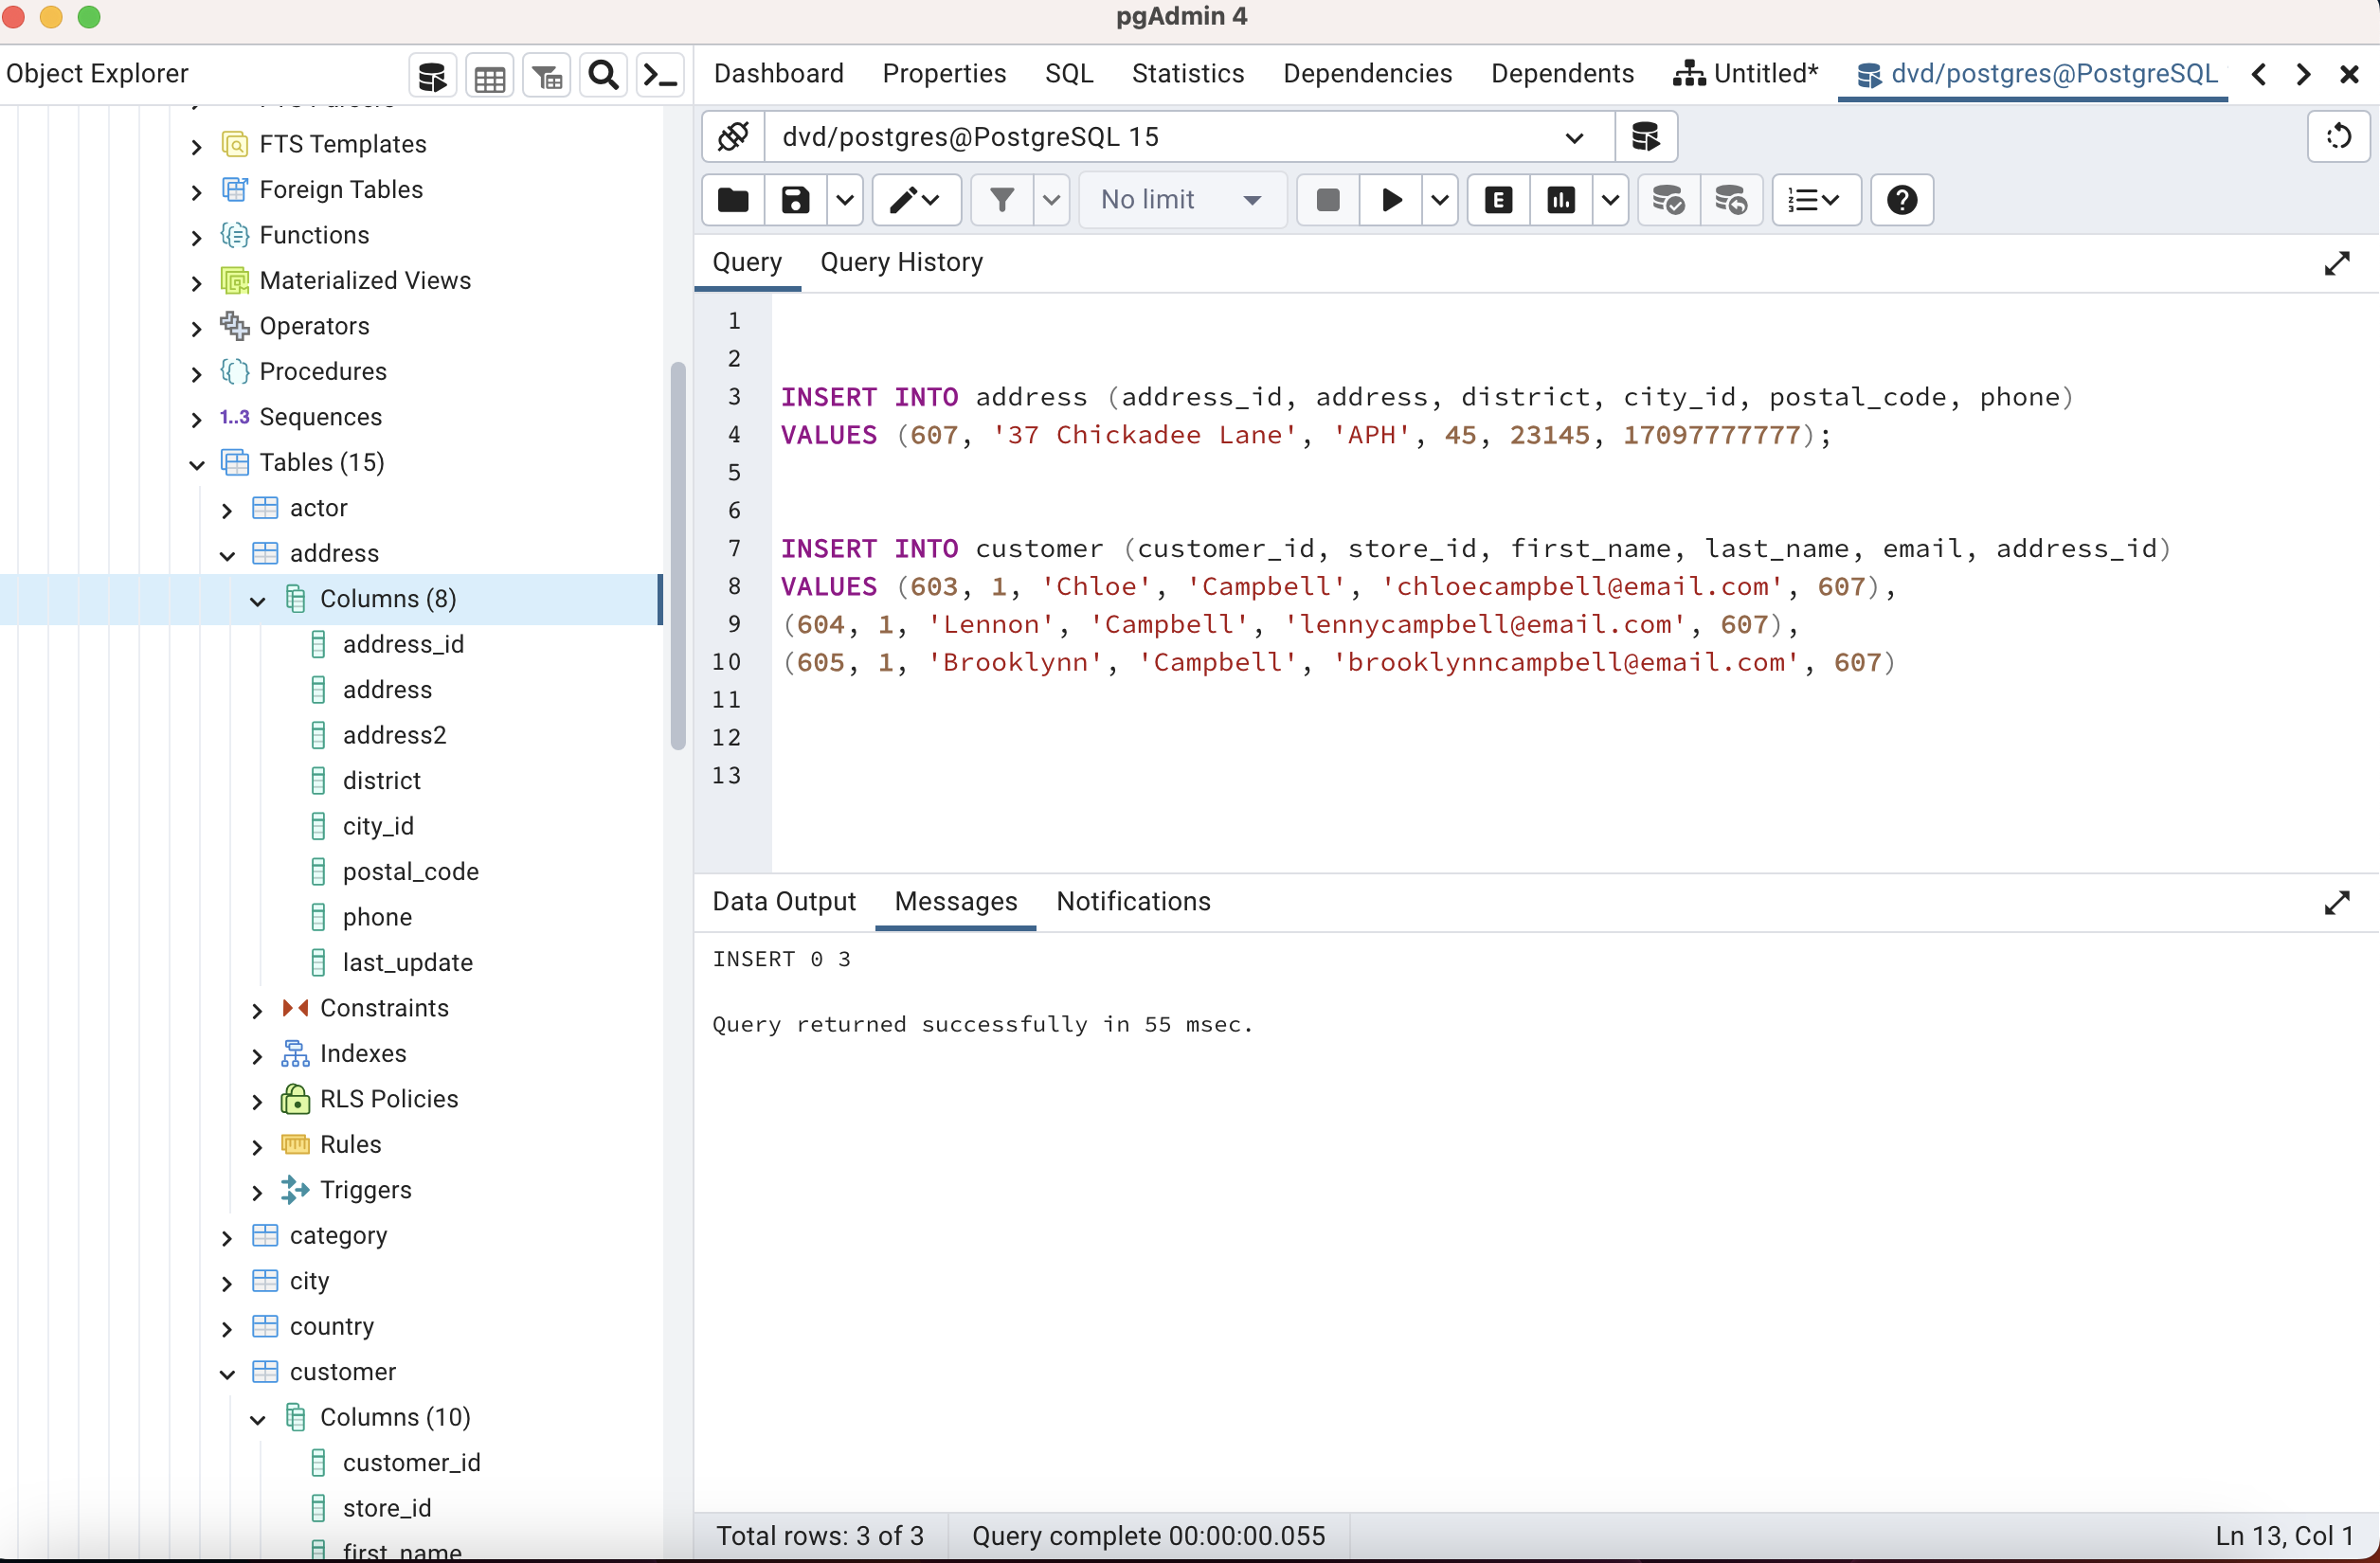 pgAdmin 4
Object Explorer
Dashboard Properties SQL Statistics Dependencies Dependents Untitled* dvd/postgres@PostgreSQL
dvd/postgres@PostgreSQL 15
No limit
E
Query Query History
FTS Templates
Foreign Tables
Functions
Materialized Views
Operators
Procedures
1..3 Sequences
Tables (15)
actor
address
Columns (8)
address_id
address
address2
district
city_id
postal_code
phone
last_update
Constraints
Indexes
RLS Policies
Rules
Triggers
category
city
country
customer
Columns (10)
customer_id
store_id
first_name
1
2
3 INSERT INTO address (address_id, address, district, city_id, postal_code, phone)
4 VALUES (607, '37 Chickadee Lane', 'APH', 45, 23145, 17097777777);
5
6
7 INSERT INTO customer (customer_id, store_id, first_name, last_name, email, address_id)
8 VALUES (603, 1, 'Chloe', 'Campbell', 'chloecampbell@email.com', 607),
9 (604, 1, 'Lennon', 'Campbell', 'lennycampbell@email.com', 607),
10 (605, 1, 'Brooklynn', 'Campbell', 'brooklynncampbell@email.com', 607)
11
12
13
Data Output Messages Notifications
INSERT 0 3
Query returned successfully in 55 msec.
Total rows: 3 of 3 Query complete 00:00:00.055 Ln 13, Col 1